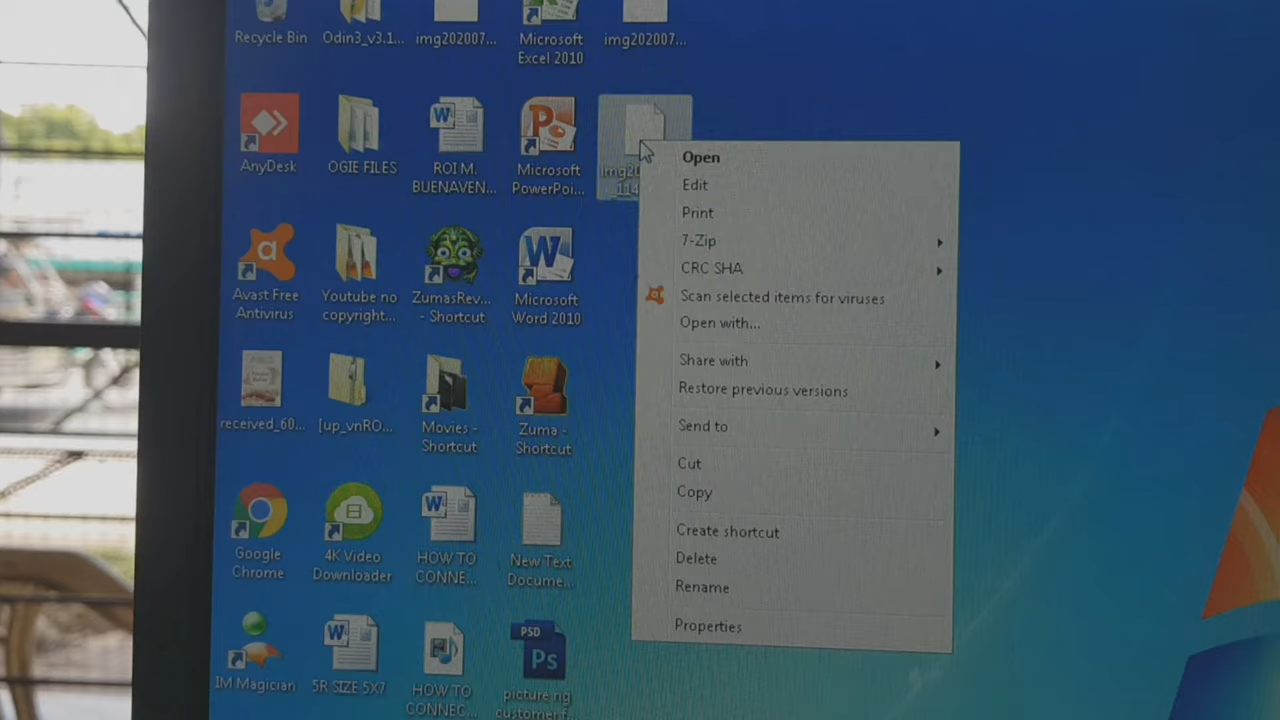 Recycle Bin
Odin3_v3.1...
img202007...
Microsoft
Excel 2010
img202007...
AnyDesk
OGIE FILES
ROI M.
BUENAVEN...
Microsoft
PowerPoi...
Avast Free
Antivirus
Youtube no
copyright...
ZumasRev...
- Shortcut
Microsoft
Word 2010
received_60...
[up_vnRO...
Movies -
Shortcut
Zuma -
Shortcut
Google
Chrome
4K Video
Downloader
HOW TO
CONNE...
New Text
Docume...
IM Magician
5R SIZE 5X7
HOW TO
CONNEC...
PSD
Ps
picture ng
customer f...
Open
Edit
Print
7-Zip
CRC SHA
Scan selected items for viruses
Open with...
Share with
Restore previous versions
Send to
Cut
Copy
Create shortcut
Delete
Rename
Properties